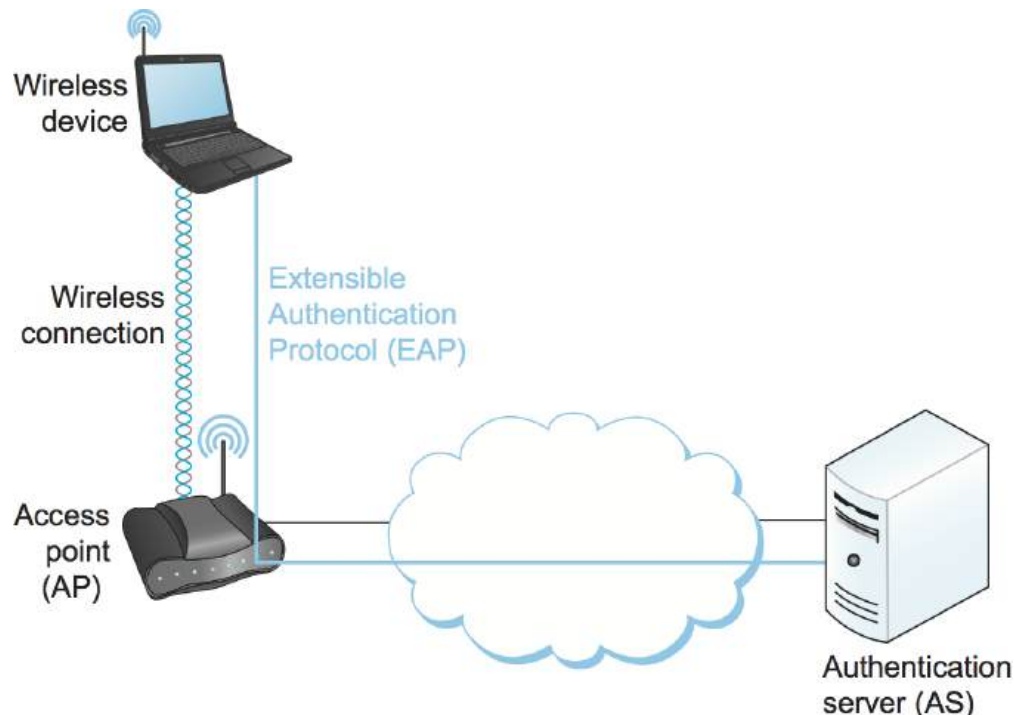 Wireless
device
Wireless
connection
Extensible
Authentication
Protocol (EAP)
Access
point
(AP)
Authentication
server (AS)